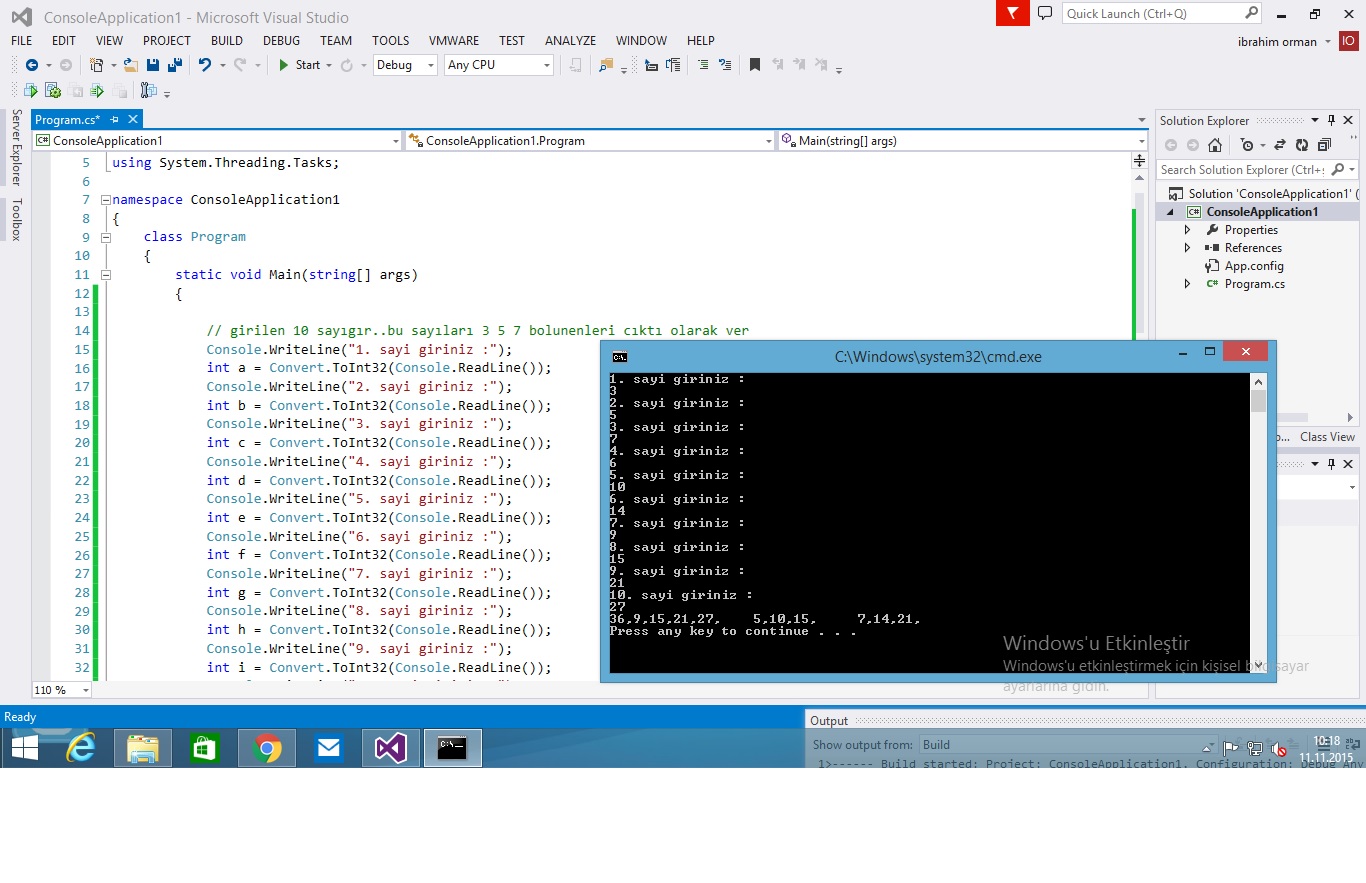 ConsoleApplication1 - Microsoft Visual Studio
Quick Launch (Ctrl+Q)
FILE EDIT VIEW PROJECT BUILD DEBUG TEAM TOOLS VMWARE TEST ANALYZE WINDOW HELP
ibrahim orman
IO
Start
Debug
Any CPU
Server Explorer
Toolbox
Program.cs*
ConsoleApplication1
ConsoleApplication1.Program
Main(string[] args)
5 using System.Threading.Tasks;
6
7 namespace ConsoleApplication1
8 {
9 class Program
10 {
11 static void Main(string[] args)
12 {
13
14 // girilen 10 sayıgır..bu sayıları 3 5 7 bolunenleri cıktı olarak ver
15 Console.WriteLine("1. sayi giriniz :");
16 int a = Convert.ToInt32(Console.ReadLine());
17 Console.WriteLine("2. sayi giriniz :");
18 int b = Convert.ToInt32(Console.ReadLine());
19 Console.WriteLine("3. sayi giriniz :");
20 int c = Convert.ToInt32(Console.ReadLine());
21 Console.WriteLine("4. sayi giriniz :");
22 int d = Convert.ToInt32(Console.ReadLine());
23 Console.WriteLine("5. sayi giriniz :");
24 int e = Convert.ToInt32(Console.ReadLine());
25 Console.WriteLine("6. sayi giriniz :");
26 int f = Convert.ToInt32(Console.ReadLine());
27 Console.WriteLine("7. sayi giriniz :");
28 int g = Convert.ToInt32(Console.ReadLine());
29 Console.WriteLine("8. sayi giriniz :");
30 int h = Convert.ToInt32(Console.ReadLine());
31 Console.WriteLine("9. sayi giriniz :");
32 int i = Convert.ToInt32(Console.ReadLine());
110 %
Solution Explorer
Search Solution Explorer (Ctrl+;
Solution 'ConsoleApplication1' (
C# ConsoleApplication1
Properties
References
App.config
C# Program.cs
Class View
C:\Windows\system32\cmd.exe
1. sayi giriniz :
3
2. sayi giriniz :
5
3. sayi giriniz :
7
4. sayi giriniz :
6
5. sayi giriniz :
10
6. sayi giriniz :
14
7. sayi giriniz :
9
8. sayi giriniz :
15
9. sayi giriniz :
21
10. sayi giriniz :
27
36,9,15,21,27, 5,10,15, 7,14,21,
Press any key to continue . . .
Windows'u Etkinleştir
Windows'u etkinleştirmek için kişisel bilgisayar
ayarlarına gidin.
Ready
Output
Show output from: Build
1>------ Build started: Project: ConsoleApplication1, Configuration: Debug Any
10:18
11.11.2015